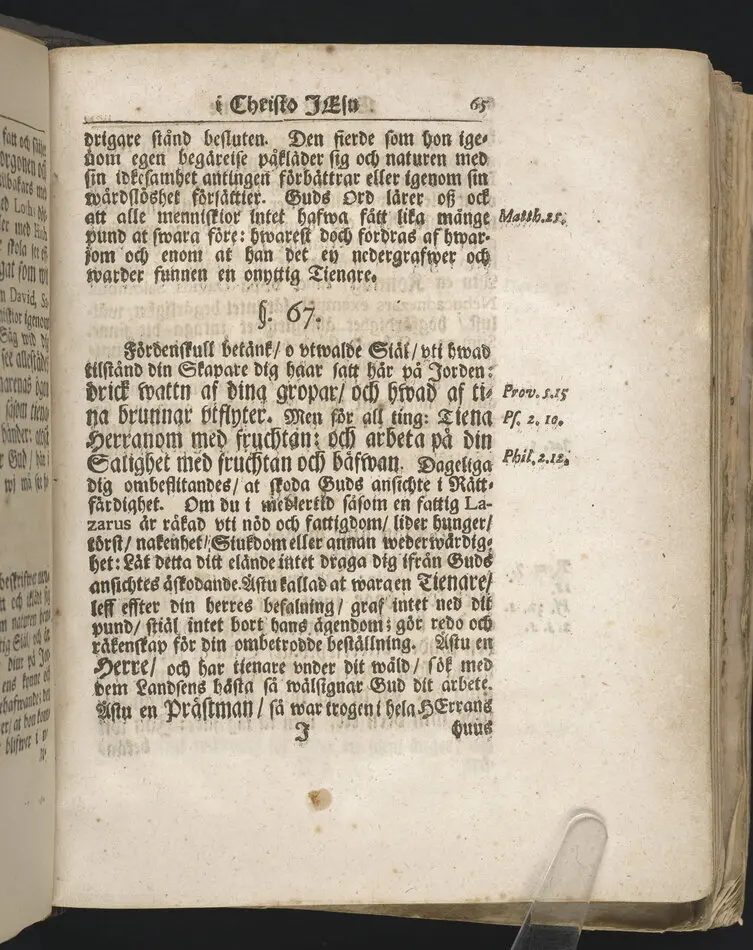 i Christo JEsu. 65
drigare stånd besluten. Den fierde som hon ige-
nom egen begärelse påkläder sig och naturen med
sin idkesamhet antingen förbättrar eller igenom sin
wårdslöshet försättier. Guds Ord lärer oß ock
att alle menniskior intet hafwa fått lika månge
pund at swara före: hwarest doch fordras af hwar-
jom och enom at han det ey nedergrafwer och
warder funnen en onyttig Tienare.
Matth. 25.
§. 67.
Fördenskull betänk/ o vtwalde Siäl/ vti hwad
tilstånd din Skapare dig haar satt här på Jorden:
drick wattn af dina gropar/ och hwad af ti-
na brunnar vtflyter. Men för all ting: Tiena
Herranom med fruchtan: och arbeta på din
Salighet med fruchtan och båfwan. Dageliga
dig ombeflitandes/ at skoda Guds ansichte i Rätt-
färdighet. Om du i medlertid såsom en fattig La-
zarus är råkad vti nöd och fattigdom/ lider hunger/
törst/ nakenhet/ Siukdom eller annan wederwärdig-
het: Låt detta ditt elände intet draga dig ifrån Guds
ansichtes åskodande. Ästu kallad at wara en Tienare/
leff effter din herres befalning/ graf intet ned dit
pund/ stiäl intet bort hans ägendom; gör redo och
räkenskap för din ombetrodde beställning. Ästu en
Herre/ och har tienare vnder dit wäld/ sök med
dem Landsens bästa så wälsignar Gud dit arbete.
Ästu en Prästman/ så war trogen i hela HErrans
J huus
Prov. 5.15
Ps. 2. 10.
Phil. 2.12.